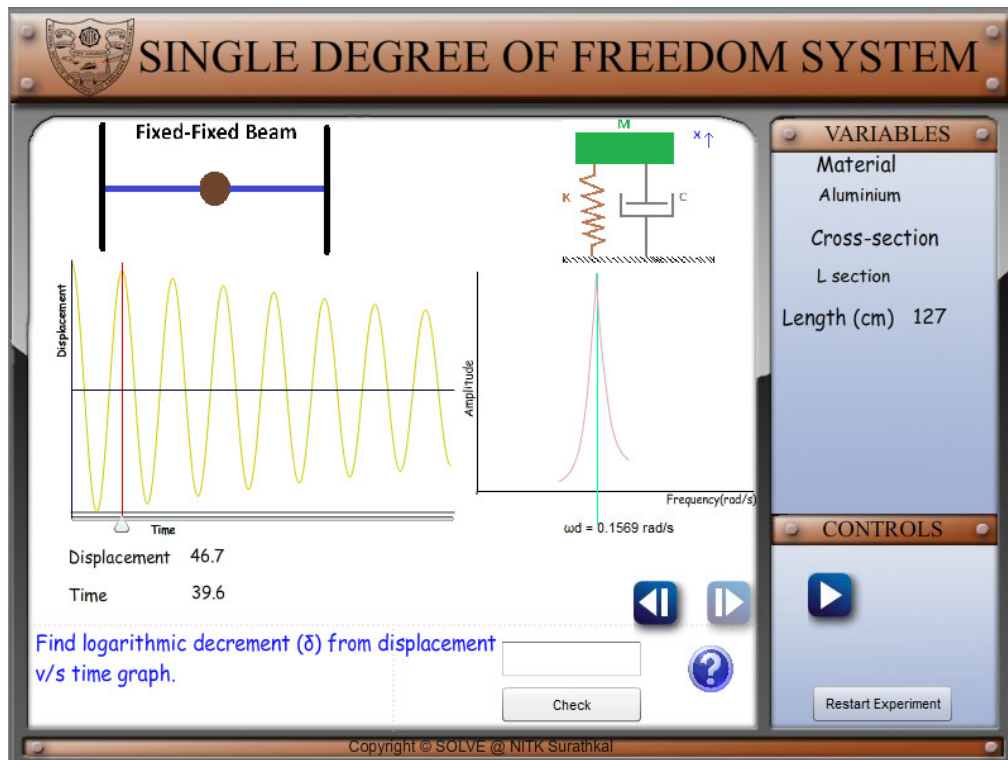 SINGLE DEGREE OF FREEDOM SYSTEM
Fixed-Fixed Beam
M
x
K
C
Displacement
Time
Amplitude
Frequency(rad/s)
ωd = 0.1569 rad/s
Displacement 46.7
Time 39.6
Find logarithmic decrement (δ) from displacement
v/s time graph.
?
Check
VARIABLES
Material
Aluminium
Cross-section
L section
Length (cm) 127
CONTROLS
Restart Experiment
Copyright © SOLVE @ NITK Surathkal